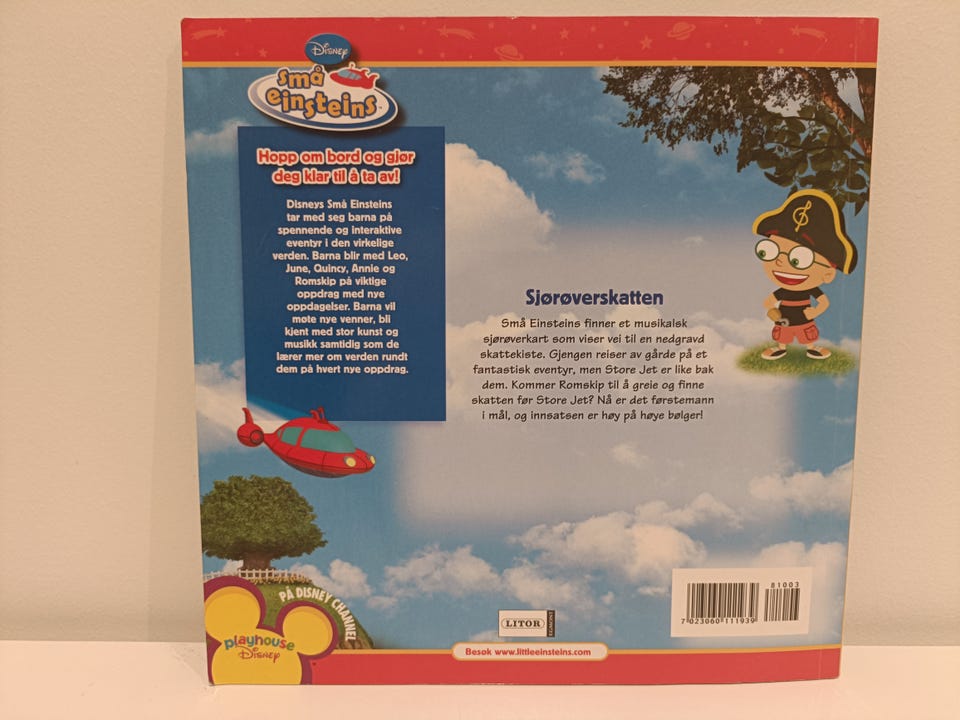 Disney
små
einsteins
Hopp om bord og gjør
deg klar til å ta av!
Disneys Små Einsteins
tar med seg barna på
spennende og interaktive
eventyr i den virkelige
verden. Barna blir med Leo,
June, Quincy, Annie og
Romskip på viktige
oppdrag med nye
oppdagelser. Barna vil
møte nye venner, bli
kjent med stor kunst og
musikk samtidig som de
lærer mer om verden rundt
dem på hvert nye oppdrag.
Sjørøverskatten
Små Einsteins finner et musikalsk
sjørøverkart som viser vei til en nedgravd
skattekiste. Gjengen reiser av gårde på et
fantastisk eventyr, men Store Jet er like bak
dem. Kommer Romskip til å greie og finne
skatten før Store Jet? Nå er det førstemann
i mål, og innsatsen er høy på høye bølger!
PÅ DISNEY CHANNEL
playhouse
Disney
LITOR
EGMONT
Besøk www.littleeinsteins.com
81003
7 023060 111939